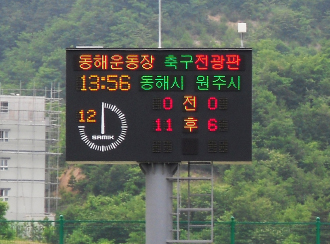 동해운동장 축구전광판
13:56 동해시 원주시
0 전 0
12
11 후 6
SAMIK